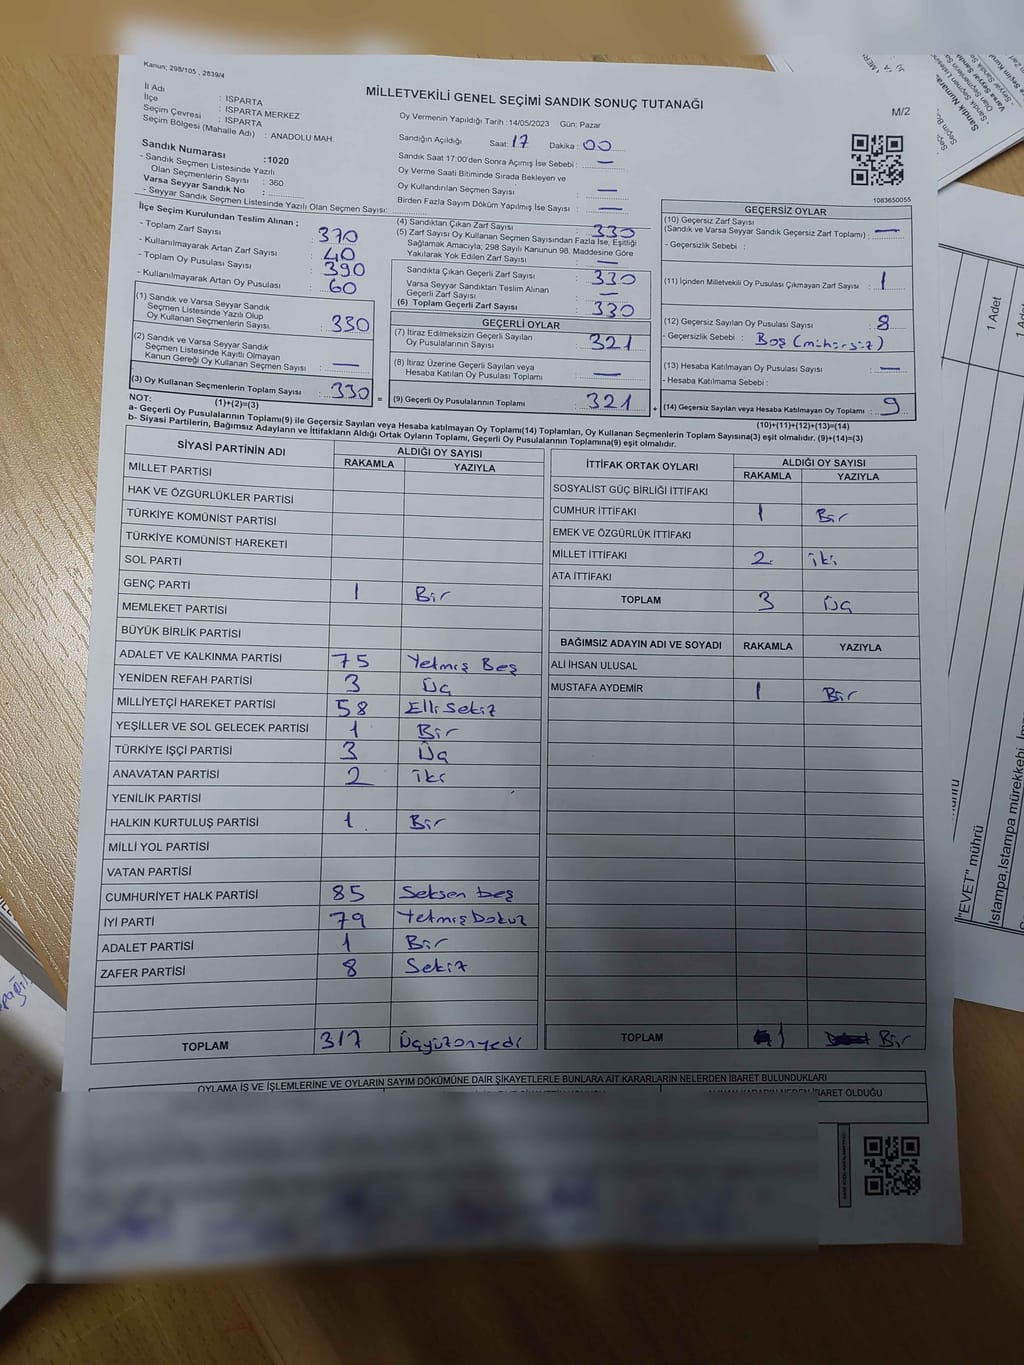 Kanun; 298/105 , 2839/4
MİLLETVEKİLİ GENEL SEÇİMİ SANDIK SONUÇ TUTANAĞI
M/2
İl Adı : ISPARTA
İlçe : ISPARTA MERKEZ
Seçim Çevresi : ISPARTA
Seçim Bölgesi (Mahalle Adı) : ANADOLU MAH.
Sandık Numarası :1020
- Sandık Seçmen Listesinde Yazılı
Olan Seçmenlerin Sayısı : 360
Varsa Seyyar Sandık No :
- Seyyar Sandık Seçmen Listesinde Yazılı Olan Seçmen Sayısı:
Oy Vermenin Yapıldığı Tarih :14/05/2023 Gün: Pazar
Sandığın Açıldığı Saat: 17 Dakika : 00
Sandık Saat 17:00'den Sonra Açımış İse Sebebi : —
Oy Verme Saati Bitiminde Sırada Bekleyen ve
Oy Kullandırılan Seçmen Sayısı : —
Birden Fazla Sayım Döküm Yapılmış İse Sayısı : —
1083650055
İlçe Seçim Kurulundan Teslim Alınan ;
- Toplam Zarf Sayısı : 370
- Kullanılmayarak Artan Zarf Sayısı : 40
- Toplam Oy Pusulası Sayısı : 390
- Kullanılmayarak Artan Oy Pusulası : 60
(1) Sandık ve Varsa Seyyar Sandık
Seçmen Listesinde Yazılı Olup
Oy Kullanan Seçmenlerin Sayısı. : 330
(2) Sandık ve Varsa Seyyar Sandık
Seçmen Listesinde Kayıtlı Olmayan
Kanun Gereği Oy Kullanan Seçmen Sayısı : —
(3) Oy Kullanan Seçmenlerin Toplam Sayısı : 330
(1)+(2)=(3)
(4) Sandıktan Çıkan Zarf Sayısı : 330
(5) Zarf Sayısı Oy Kullanan Seçmen Sayısından Fazla İse, Eşitliği
Sağlamak Amacıyla; 298 Sayılı Kanunun 98. Maddesine Göre
Yakılarak Yok Edilen Zarf Sayısı : —
Sandıkta Çıkan Geçerli Zarf Sayısı : 330
Varsa Seyyar Sandıktan Teslim Alınan
Geçerli Zarf Sayısı : —
(6) Toplam Geçerli Zarf Sayısı : 330
GEÇERLİ OYLAR
(7) İtiraz Edilmeksizin Geçerli Sayılan
Oy Pusulalarının Sayısı : 321
(8) İtiraz Üzerine Geçerli Sayılan veya
Hesaba Katılan Oy Pusulası Toplamı : —
= (9) Geçerli Oy Pusulalarının Toplamı : 321
GEÇERSİZ OYLAR
(10) Geçersiz Zarf Sayısı
(Sandık ve Varsa Seyyar Sandık Geçersiz Zarf Toplamı) : —
- Geçersizlik Sebebi :
(11) İçinden Milletvekili Oy Pusulası Çıkmayan Zarf Sayısı : 1
(12) Geçersiz Sayılan Oy Pusulası Sayısı : 8
- Geçersizlik Sebebi : Boş (mühürsüz)
(13) Hesaba Katılmayan Oy Pusulası Sayısı : —
- Hesaba Katılmama Sebebi :
+ (14) Geçersiz Sayılan veya Hesaba Katılmayan Oy Toplamı : 9
(10)+(11)+(12)+(13)=(14)
NOT:
a- Geçerli Oy Pusulalarının Toplamı(9) ile Geçersiz Sayılan veya Hesaba Katılmayan Oy Toplamı(14) Toplamları, Oy Kullanan Seçmenlerin Toplam Sayısına(3) eşit olmalıdır. (9)+(14)=(3)
b- Siyasi Partilerin, Bağımsız Adayların ve İttifakların Aldığı Ortak Oyların Toplamı, Geçerli Oy Pusulalarının Toplamına(9) eşit olmalıdır.
SİYASİ PARTİNİN ADI ALDIĞI OY SAYISI
RAKAMLA YAZIYLA
MİLLET PARTİSİ
HAK VE ÖZGÜRLÜKLER PARTİSİ
TÜRKİYE KOMÜNİST PARTİSİ
TÜRKİYE KOMÜNİST HAREKETİ
SOL PARTİ
GENÇ PARTİ 1 Bir
MEMLEKET PARTİSİ
BÜYÜK BİRLİK PARTİSİ
ADALET VE KALKINMA PARTİSİ 75 Yetmiş Beş
YENİDEN REFAH PARTİSİ 3 Üç
MİLLİYETÇİ HAREKET PARTİSİ 58 Elli Sekiz
YEŞİLLER VE SOL GELECEK PARTİSİ 1 Bir
TÜRKİYE İŞÇİ PARTİSİ 3 Üç
ANAVATAN PARTİSİ 2 iki
YENİLİK PARTİSİ
HALKIN KURTULUŞ PARTİSİ 1 Bir
MİLLİ YOL PARTİSİ
VATAN PARTİSİ
CUMHURİYET HALK PARTİSİ 85 Seksen beş
İYİ PARTİ 79 Yetmiş Dokuz
ADALET PARTİSİ 1 Bir
ZAFER PARTİSİ 8 Sekiz
TOPLAM 317 Üçyüzonyedi
İTTİFAK ORTAK OYLARI ALDIĞI OY SAYISI
RAKAMLA YAZIYLA
SOSYALİST GÜÇ BİRLİĞİ İTTİFAKI
CUMHUR İTTİFAKI 1 Bir
EMEK VE ÖZGÜRLÜK İTTİFAKI
MİLLET İTTİFAKI 2 iki
ATA İTTİFAKI
TOPLAM 3 Üç
BAĞIMSIZ ADAYIN ADI VE SOYADI RAKAMLA YAZIYLA
ALİ İHSAN ULUSAL
MUSTAFA AYDEMİR 1 Bir
TOPLAM 1 Bir
OYLAMA İŞ VE İŞLEMLERİNE VE OYLARIN SAYIM DÖKÜMÜNE DAİR ŞİKAYETLERLE BUNLARA AİT KARARLARIN NELERDEN İBARET BULUNDUKLARI
İBARET OLDUĞU
1 Adet
"EVET" mührü
Istampa,Istampa mürekkebi